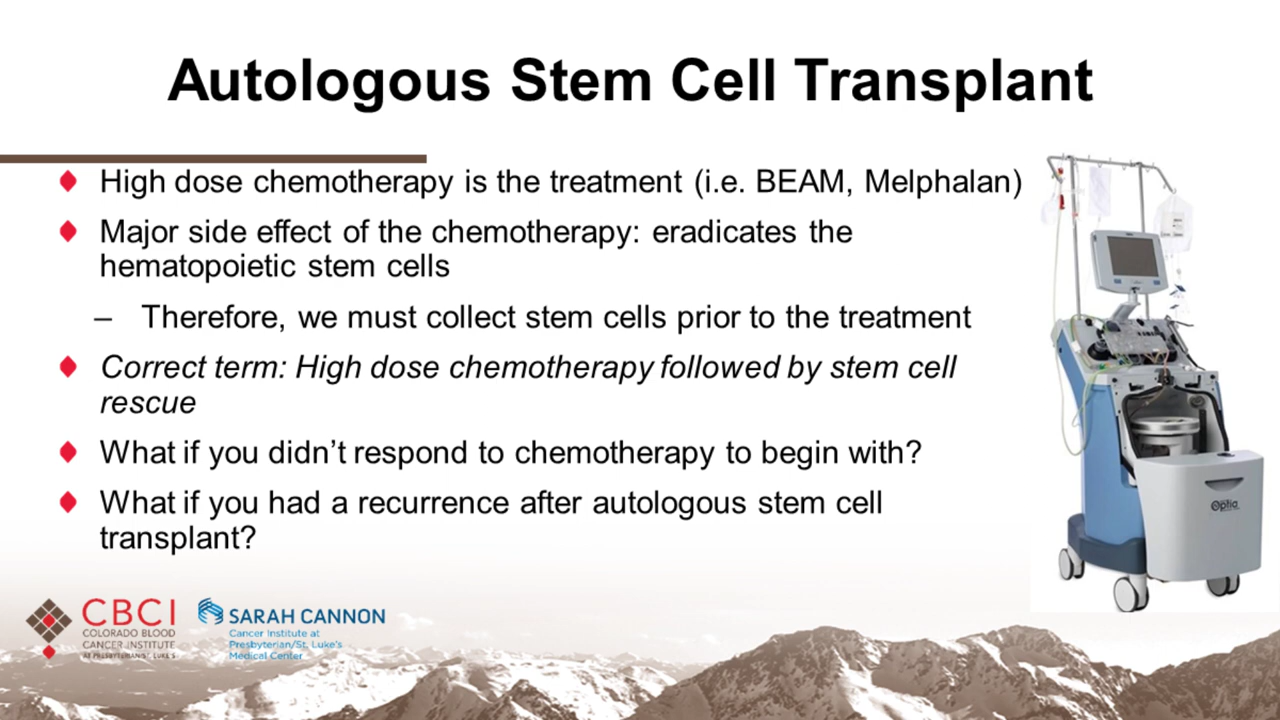 Autologous Stem Cell Transplant
High dose chemotherapy is the treatment (i.e. BEAM, Melphalan)
Major side effect of the chemotherapy: eradicates the
hematopoietic stem cells
– Therefore, we must collect stem cells prior to the treatment
Correct term: High dose chemotherapy followed by stem cell
rescue
What if you didn’t respond to chemotherapy to begin with?
What if you had a recurrence after autologous stem cell
transplant?
Optia
CBCI
COLORADO BLOOD
CANCER INSTITUTE
AT PRESBYTERIAN/ST. LUKE'S
SARAH CANNON
Cancer Institute at
Presbyterian/St. Luke's
Medical Center